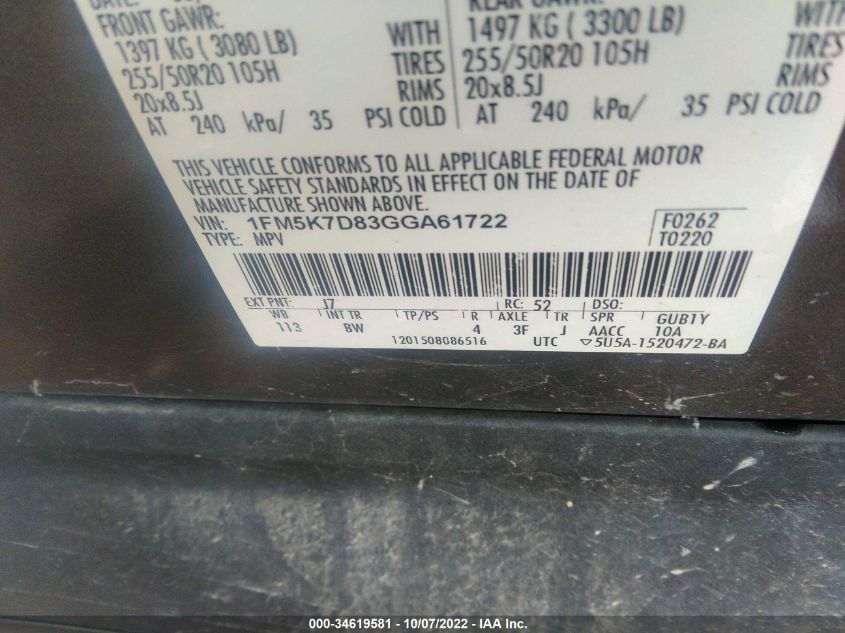 DATE:
FRONT GAWR:
1397 KG ( 3080 LB) WITH
255/50R20 105H TIRES
20x8.5J RIMS
AT 240 kPa/ 35 PSI COLD
REAR GAWR:
1497 KG ( 3300 LB) WITH
255/50R20 105H TIRES
20x8.5J RIMS
AT 240 kPa/ 35 PSI COLD
THIS VEHICLE CONFORMS TO ALL APPLICABLE FEDERAL MOTOR
VEHICLE SAFETY STANDARDS IN EFFECT ON THE DATE OF
MANUFACTURE SHOWN ABOVE.
VIN: 1FM5K7D83GGA61722 F0262
TYPE: MPV T0220
EXT PNT: J7 RC: 52 DSO:
WB INT TR TP/PS R AXLE TR SPR GUB1Y
113 BW 4 3F J AACC 10A
1201508086516 UTC ▽5U5A-1520472-BA
000-34619581 - 10/07/2022 - IAA Inc.